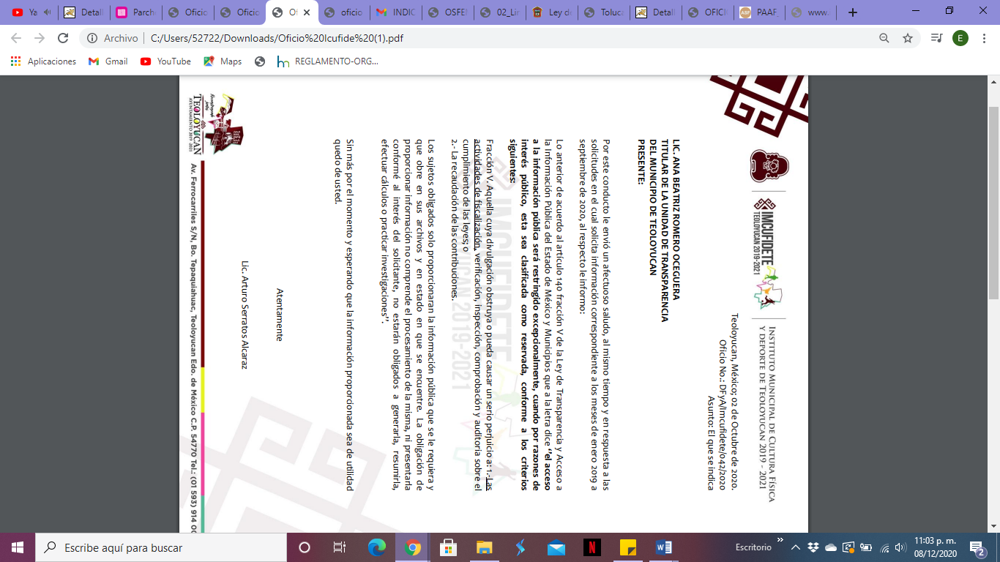 Ya
Detall
Parch
Oficio
Oficio
Of
oficio
INDIC
OSFE
02_Lir
Ley de
Toluca
Detall
OFICI
PAAF_
www.
Archivo
C:/Users/52722/Downloads/Oficio%20Icufide%20(1).pdf
E
Aplicaciones
Gmail
YouTube
Maps
REGLAMENTO-ORG...
IMCUFIDETE
TEOLOYUCAN 2019-2021
Instituto Municipal de Cultura Física
y deporte de Teoloyucan 2019 - 2021
Teoloyucan, México; 02 de Octubre de 2020.
Oficio No.: DFyA/Imcufidete/042/2020
Asunto: El que se indica
LIC. ANA BEATRIZ ROMERO OCEGUERA
TITULAR DE LA UNIDAD DE TRANSPARENCIA
DEL MUNICIPIO DE TEOLOYUCAN
PRESENTE:
Por este conducto le envió un afectuoso saludo, al mismo tiempo y en respuesta a las
solicitudes en el cual solicita información correspondiente a los meses de enero 2019 a
septiembre de 2020, al respecto le informo:
Lo anterior de acuerdo al artículo 140 fracción V de la Ley de Transparencia y Acceso a
la Información Pública del Estado de México y Municipios que a la letra dice "el acceso
a la información pública será restringido excepcionalmente, cuando por razones de
interés público, esta sea clasificada como reservada, conforme a los criterios
siguientes:
Fracción V. Aquella cuya divulgación obstruya o pueda causar un serio perjuicio a: 1.-Las
actividades de fiscalización, verificación, inspección, comprobación y auditoria sobre el
cumplimiento de las leyes; o
2.- La recaudación de las contribuciones.
IMCUFIDETE
YUCAN 2019-2021
Los sujetos obligados solo proporcionaran la información pública que se le requiera y
que obre en sus archivos y en estado en que se encuentre. La obligación de
proporcionar información no comprende el procesamiento de la misma, ni presentarla
conformé al interés del solicitante, no estarán obligados a generarla, resumirla,
efectuar cálculos o practicar investigaciones".
Sin más por el momento y esperando que la información proporcionada sea de utilidad
quedo de usted.
Atentamente
Lic. Arturo Serratos Alcaraz
Reconstruyendo juntos
TEOLOYUCAN
AYUNTAMIENTO 2019 - 2021
Av. Ferrocarriles S/N, Bo. Tepaquiahuac, Teoloyucan Edo. de México C.P. 54770 Tel.: (01 593) 914 00
Escribe aquí para buscar
Escritorio
11:03 p. m.
08/12/2020
2